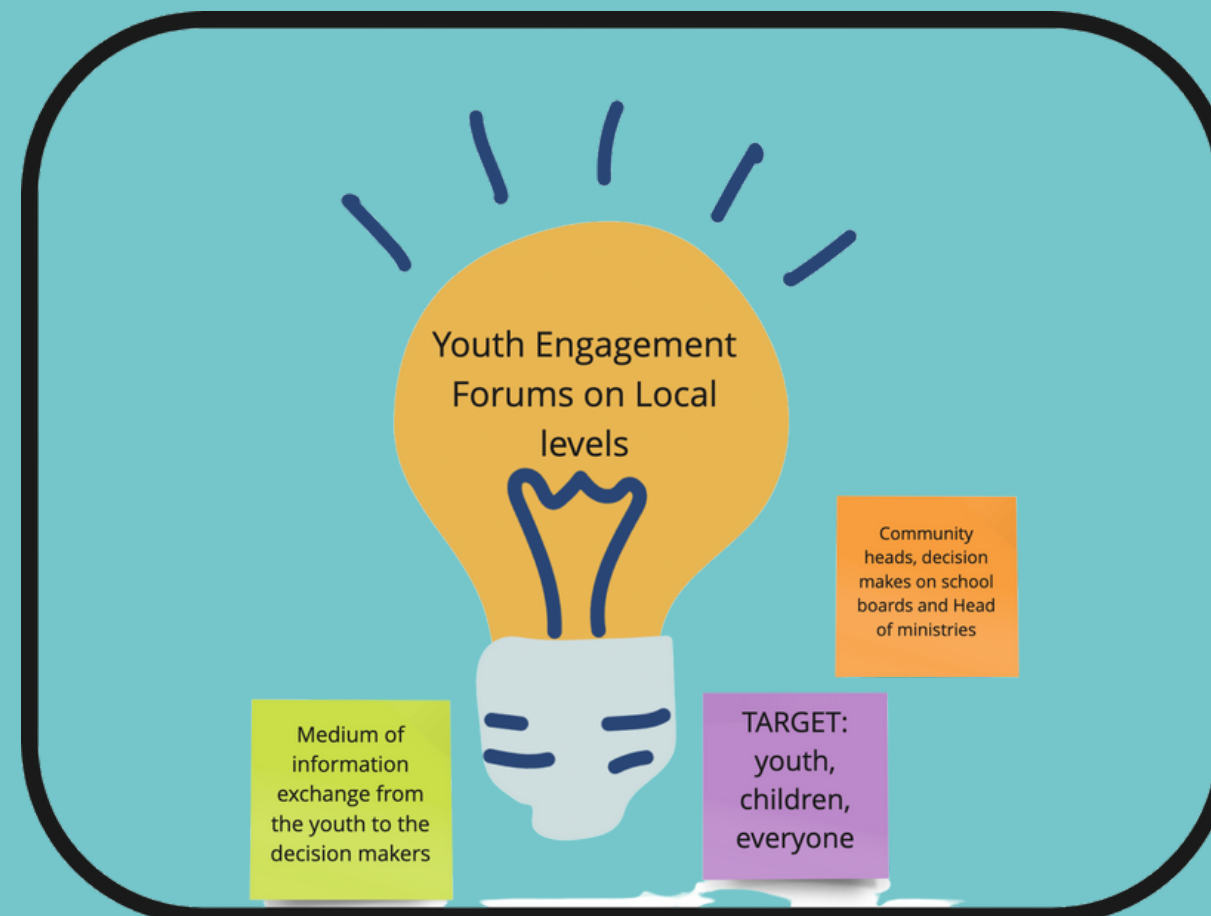 Youth Engagement
Forums on Local
levels
Community
heads, decision
makes on school
boards and Head
of ministries
Medium of
information
exchange from
the youth to the
decision makers
TARGET:
youth,
children,
everyone